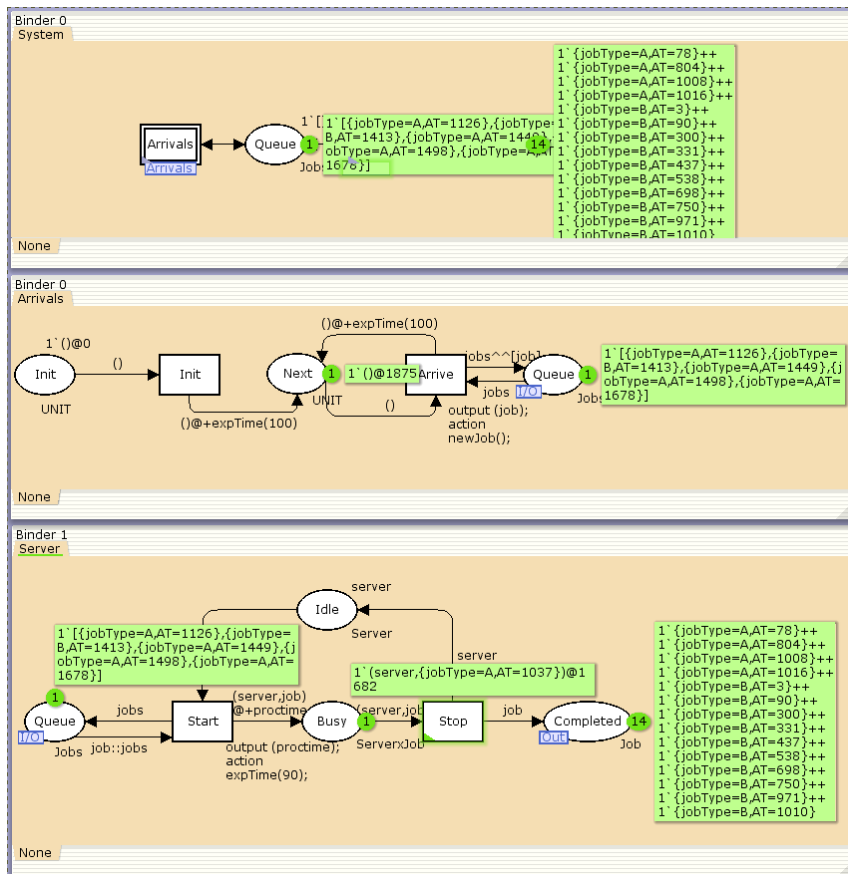 Binder 0
System
1`{jobType=A,AT=78}++
1`{jobType=A,AT=804}++
1`{jobType=A,AT=1008}++
1`{jobType=A,AT=1016}++
1`{jobType=B,AT=3}++
1`{jobType=B,AT=90}++
1`{jobType=B,AT=300}++
1`{jobType=B,AT=331}++
1`{jobType=B,AT=437}++
1`{jobType=B,AT=538}++
1`{jobType=B,AT=698}++
1`{jobType=B,AT=750}++
1`{jobType=B,AT=971}++
1`{jobType=B,AT=1010}
Arrivals
Arrivals
Queue
1
1`[
Jobs
1`[{jobType=A,AT=1126},{jobType=
B,AT=1413},{jobType=A,AT=1449},{j
obType=A,AT=1498},{jobType=A,AT=
1678}]
14
None
Binder 0
Arrivals
1`()@0
Init
UNIT
()
Init
()@+expTime(100)
()@+expTime(100)
Next
1
UNIT
1`()@1875
()
Arrive
jobs^^[job]
jobs
output (job);
action
newJob();
Queue
1
I/O
Jobs
1`[{jobType=A,AT=1126},{jobType=
B,AT=1413},{jobType=A,AT=1449},{j
obType=A,AT=1498},{jobType=A,AT=
1678}]
None
Binder 1
Server
Idle
server
Server
1`[{jobType=A,AT=1126},{jobType=
B,AT=1413},{jobType=A,AT=1449},{j
obType=A,AT=1498},{jobType=A,AT=
1678}]
1
Queue
I/O
Jobs
jobs
job::jobs
Start
(server,job)
@+proctime
output (proctime);
action
expTime(90);
Busy
1
ServerxJob
server
1`(server,{jobType=A,AT=1037})@1
682
(server,job
Stop
job
Completed
14
Out
Job
1`{jobType=A,AT=78}++
1`{jobType=A,AT=804}++
1`{jobType=A,AT=1008}++
1`{jobType=A,AT=1016}++
1`{jobType=B,AT=3}++
1`{jobType=B,AT=90}++
1`{jobType=B,AT=300}++
1`{jobType=B,AT=331}++
1`{jobType=B,AT=437}++
1`{jobType=B,AT=538}++
1`{jobType=B,AT=698}++
1`{jobType=B,AT=750}++
1`{jobType=B,AT=971}++
1`{jobType=B,AT=1010}
None